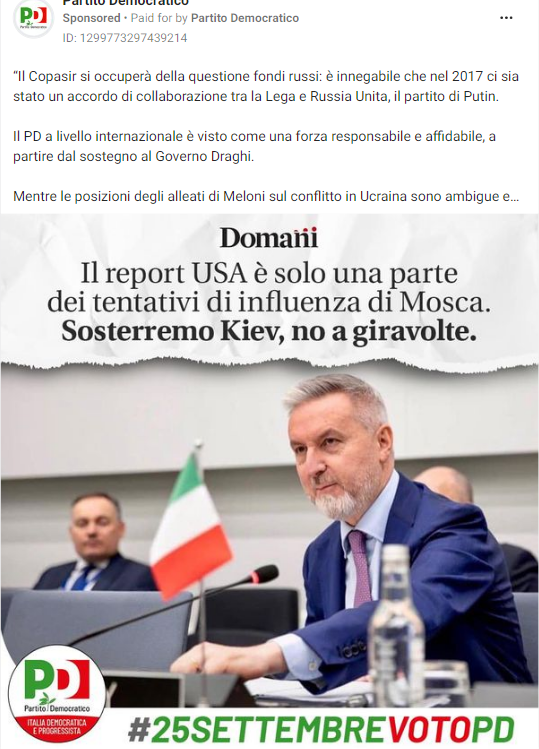 Partito Democratico
Sponsored • Paid for by Partito Democratico
ID: 1299773297439214
“Il Copasir si occuperà della questione fondi russi: è innegabile che nel 2017 ci sia
stato un accordo di collaborazione tra la Lega e Russia Unita, il partito di Putin.
Il PD a livello internazionale è visto come una forza responsabile e affidabile, a
partire dal sostegno al Governo Draghi.
Mentre le posizioni degli alleati di Meloni sul conflitto in Ucraina sono ambigue e...
Domani
Il report USA è solo una parte
dei tentativi di influenza di Mosca.
Sosterremo Kiev, no a giravolte.
PD
Partito Democratico
ITALIA DEMOCRATICA
E PROGRESSISTA
#25SETTEMBREVOTOPD